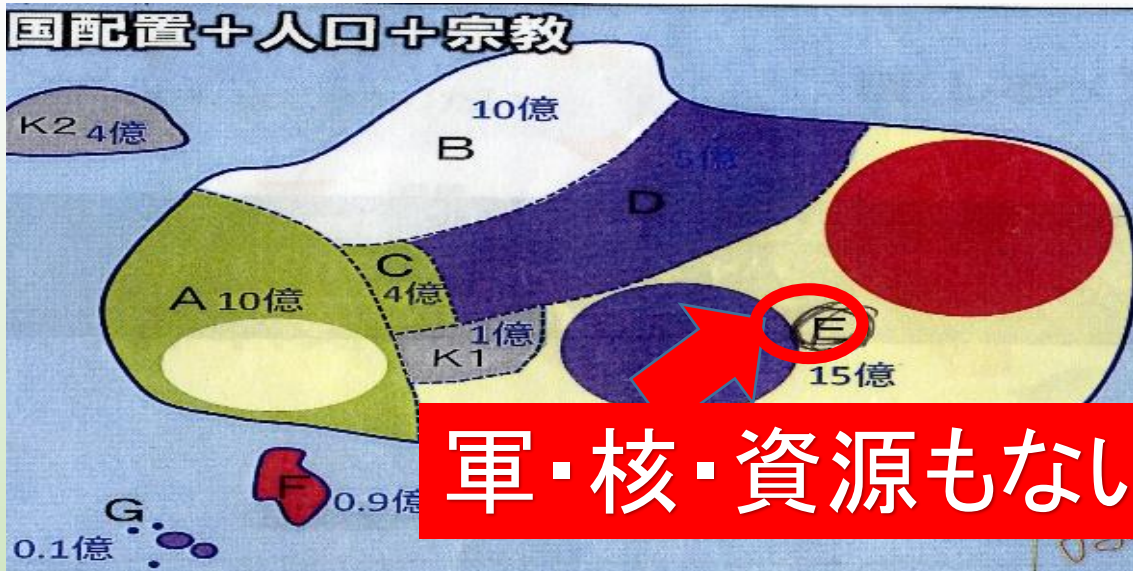 国配置＋人口＋宗教
K2 4億
10億
B
5億
D
C
4億
A 10億
1億
K1
E
15億
F
0.9億
G
0.1億
軍・核・資源もない